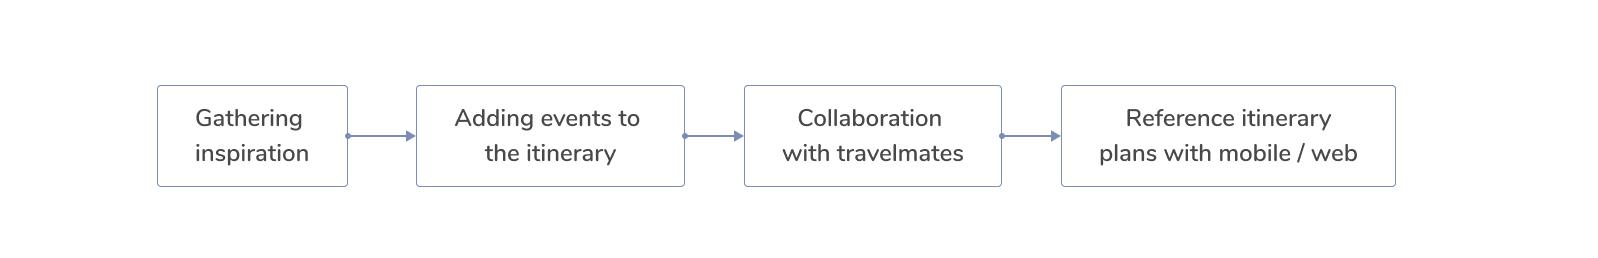 Gathering
inspiration
Adding events to
the itinerary
Collaboration
with travelmates
Reference itinerary
plans with mobile / web